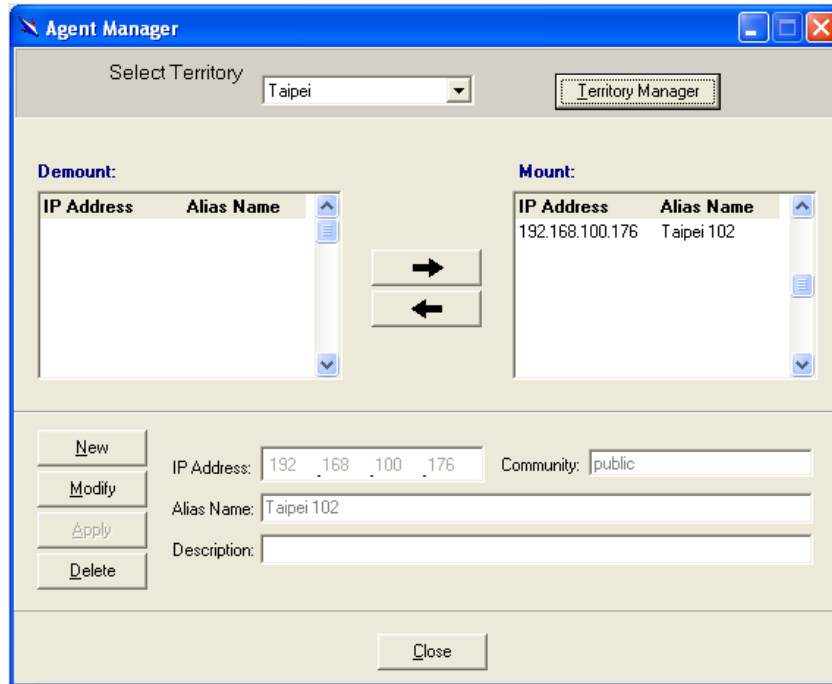 Agent Manager
Select Territory
Taipei
Territory Manager
Demount:
Mount:
IP Address Alias Name
IP Address Alias Name
192.168.100.176 Taipei 102
New
Modify
Apply
Delete
IP Address: 192 .168 .100 .176
Community: public
Alias Name: Taipei 102
Description:
Close